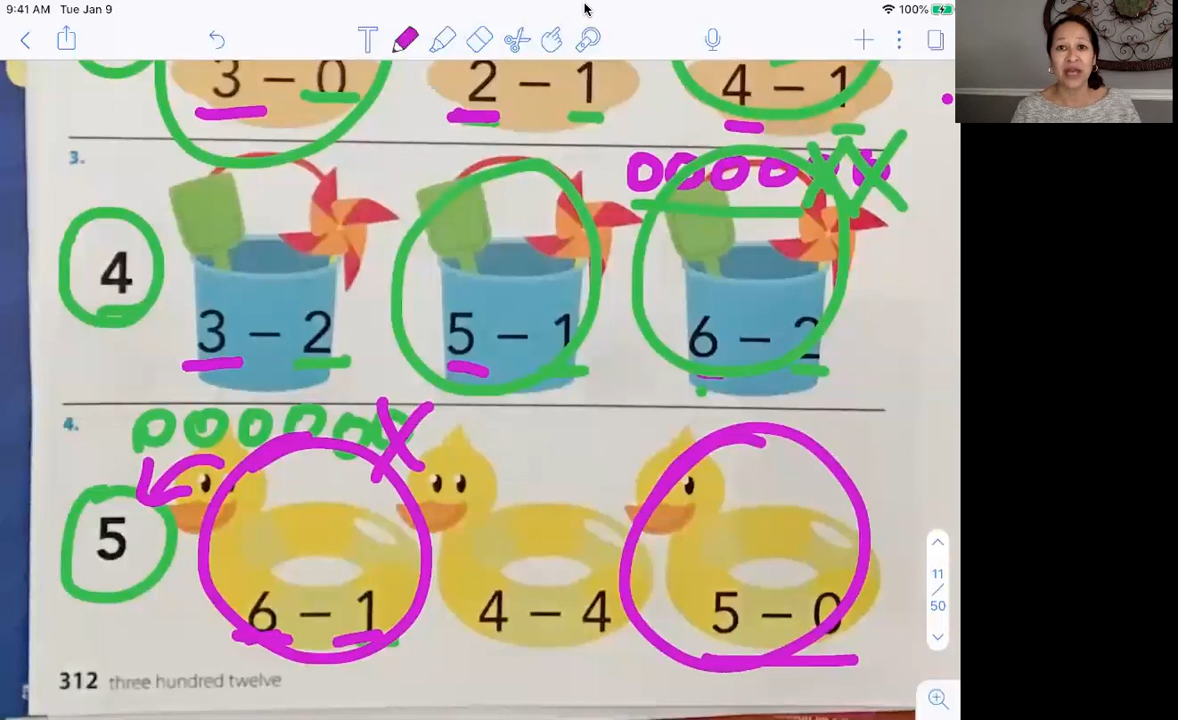 9:41 AM Tue Jan 9
100%
3 – 0 2 – 1 4 – 1
3.
4 3 – 2 5 – 1 6 – 2
4.
5 6 – 1 4 – 4 5 – 0
11
/
50
312 three hundred twelve